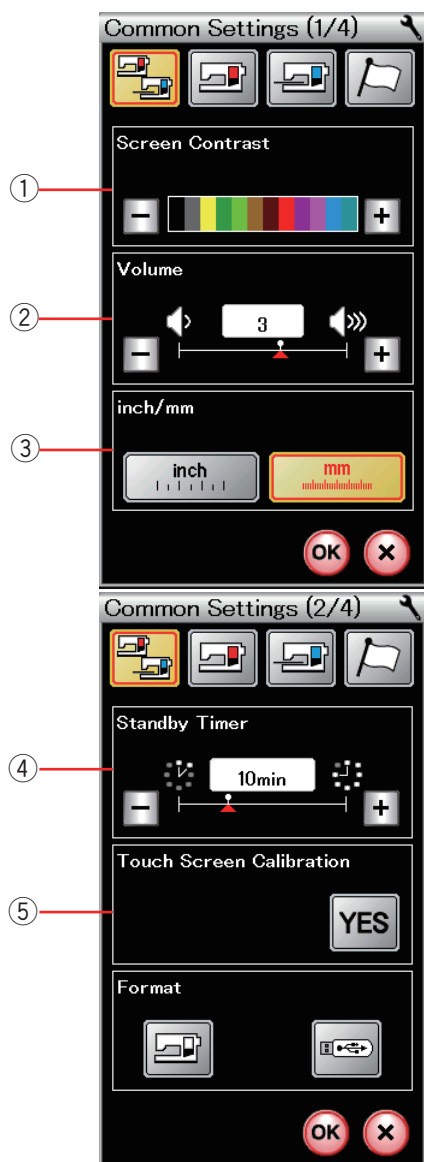 Common Settings (1/4)
Screen Contrast
①
− +
Volume
②
3
− +
inch/mm
③
inch mm
OK ×
Common Settings (2/4)
Standby Timer
④
10min
− +
Touch Screen Calibration
⑤
YES
Format
OK ×